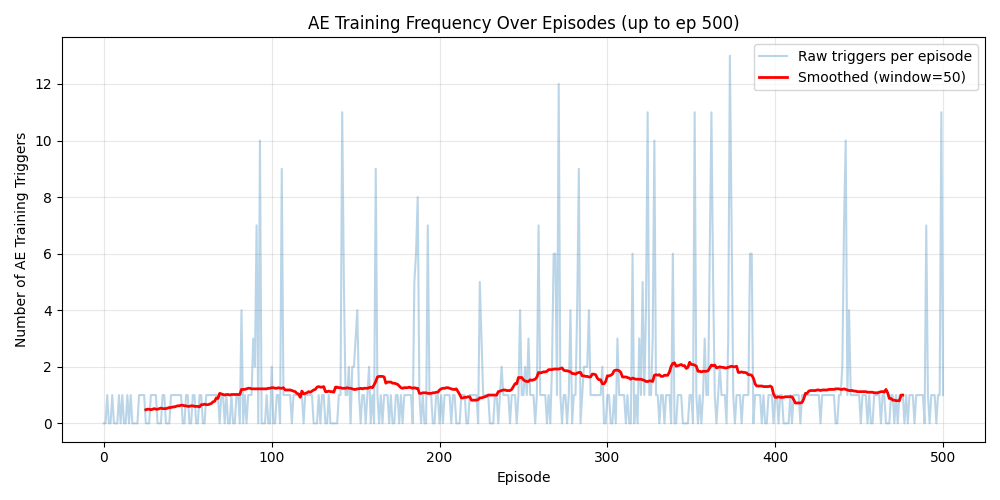 AE Training Frequency Over Episodes (up to ep 500)
Raw triggers per episode
Smoothed (window=50)
Number of AE Training Triggers
12
10
8
6
4
2
0
0 100 200 300 400 500
Episode